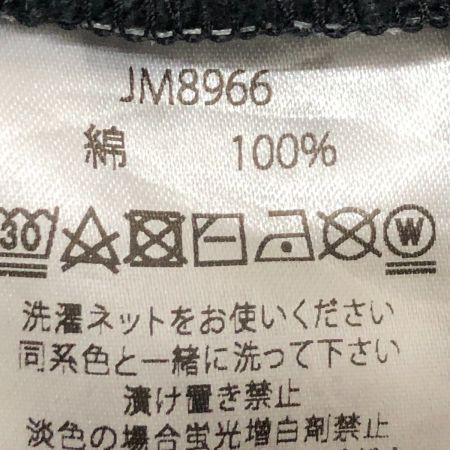 JM8966
綿 100%
30 W
洗濯ネットをお使いください
同系色と一緒に洗って下さい
漬け置き禁止
淡色の場合蛍光増白剤禁止